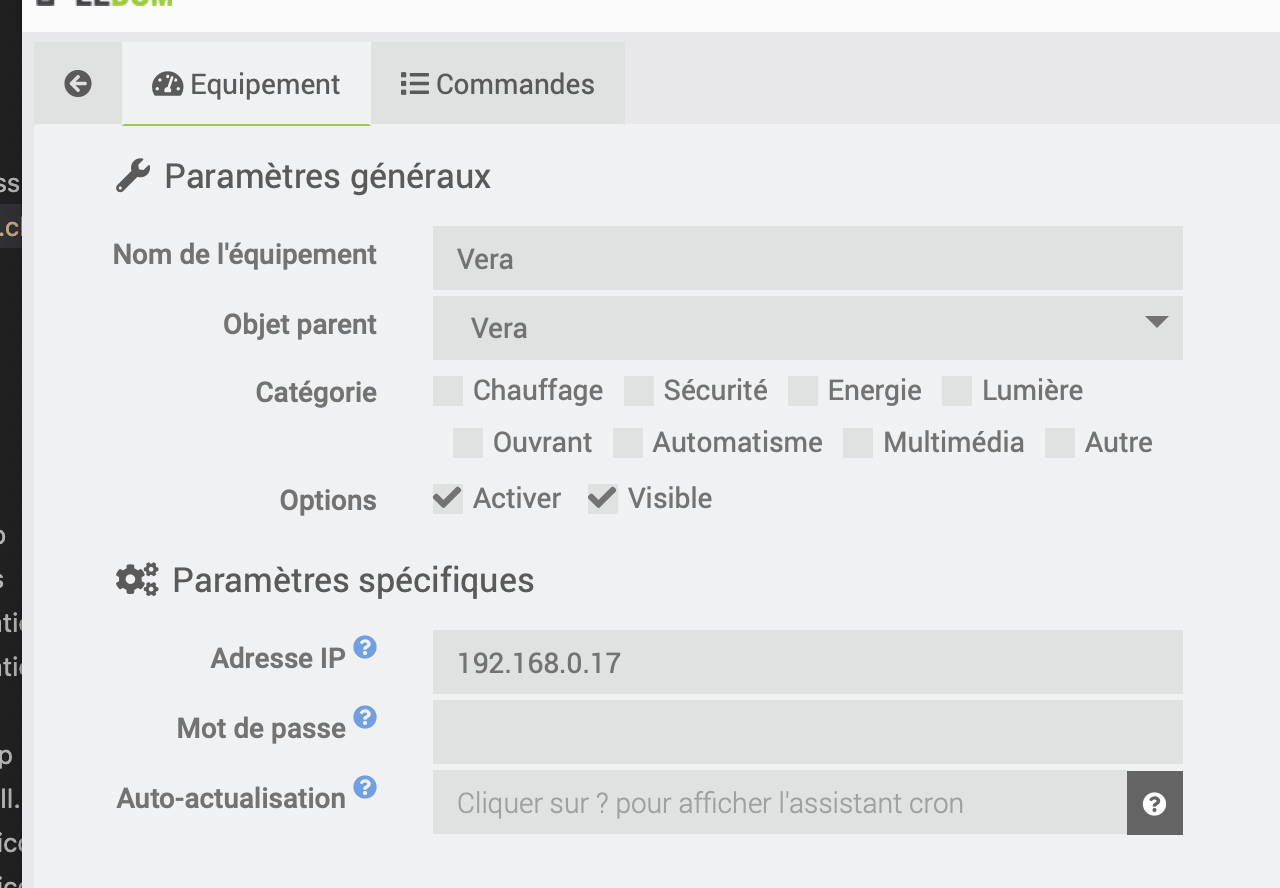 Equipement
Commandes
Paramètres généraux
Nom de l'équipement
Vera
Objet parent
Vera
Catégorie
Chauffage Sécurité Energie Lumière
Ouvrant Automatisme Multimédia Autre
Options
Activer Visible
Paramètres spécifiques
Adresse IP ?
192.168.0.17
Mot de passe ?
Auto-actualisation ?
Cliquer sur ? pour afficher l'assistant cron ?